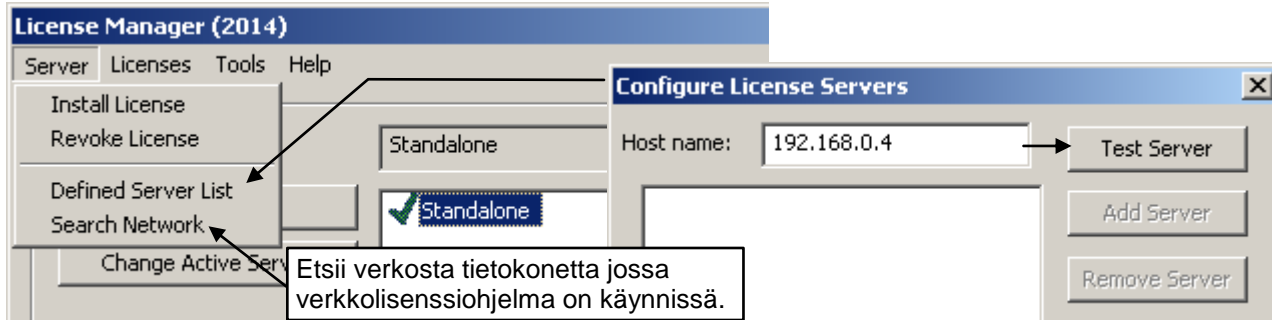 License Manager (2014)
Server Licenses Tools Help
Install License
Revoke License
Defined Server List
Search Network
Standalone
Standalone
Change Active Serv
Etsii verkosta tietokonetta jossa
verkkolisenssiohjelma on käynnissä.
Configure License Servers
Host name: 192.168.0.4
Test Server
Add Server
Remove Server